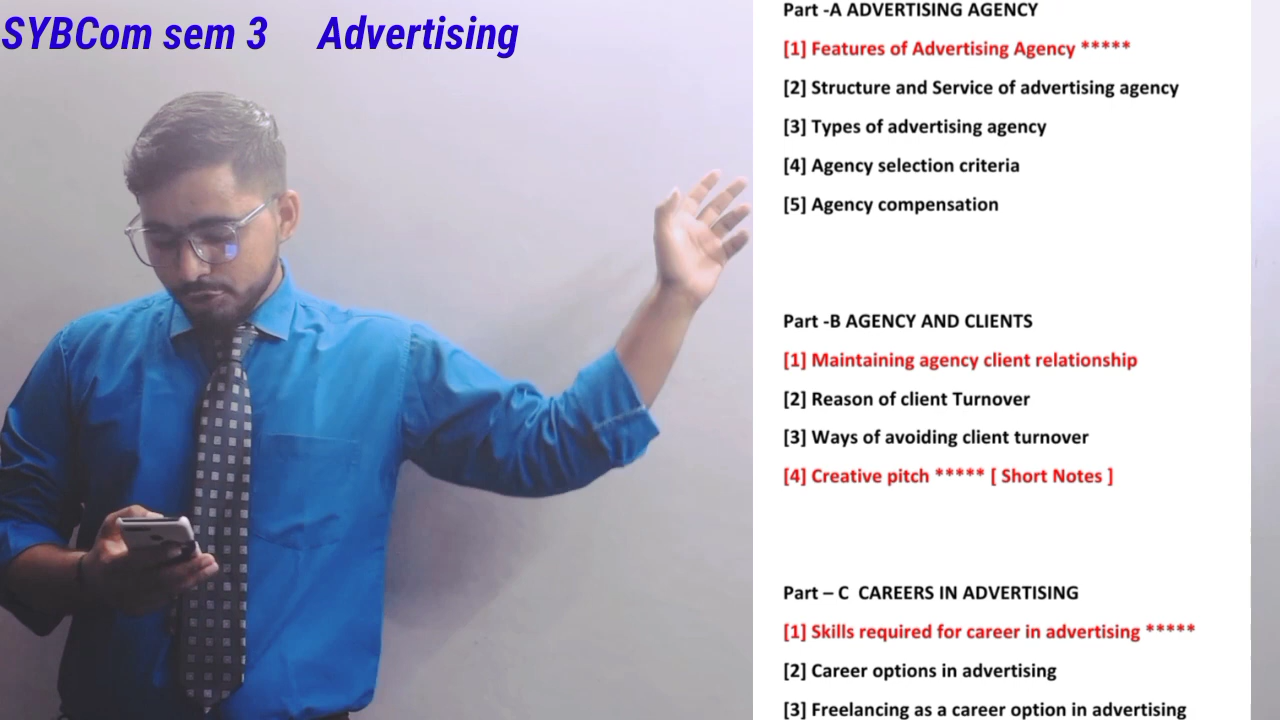 SYBCom sem 3 Advertising
Part -A ADVERTISING AGENCY
[1] Features of Advertising Agency *****
[2] Structure and Service of advertising agency
[3] Types of advertising agency
[4] Agency selection criteria
[5] Agency compensation
Part -B AGENCY AND CLIENTS
[1] Maintaining agency client relationship
[2] Reason of client Turnover
[3] Ways of avoiding client turnover
[4] Creative pitch ***** [ Short Notes ]
Part – C CAREERS IN ADVERTISING
[1] Skills required for career in advertising *****
[2] Career options in advertising
[3] Freelancing as a career option in advertising